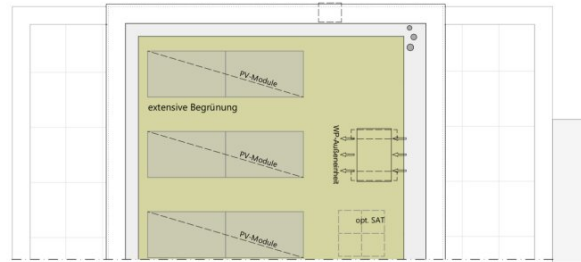 PV-Module
extensive Begrünung
PV-Module
WP-Außeneinheit
opt. SAT
PV-Module